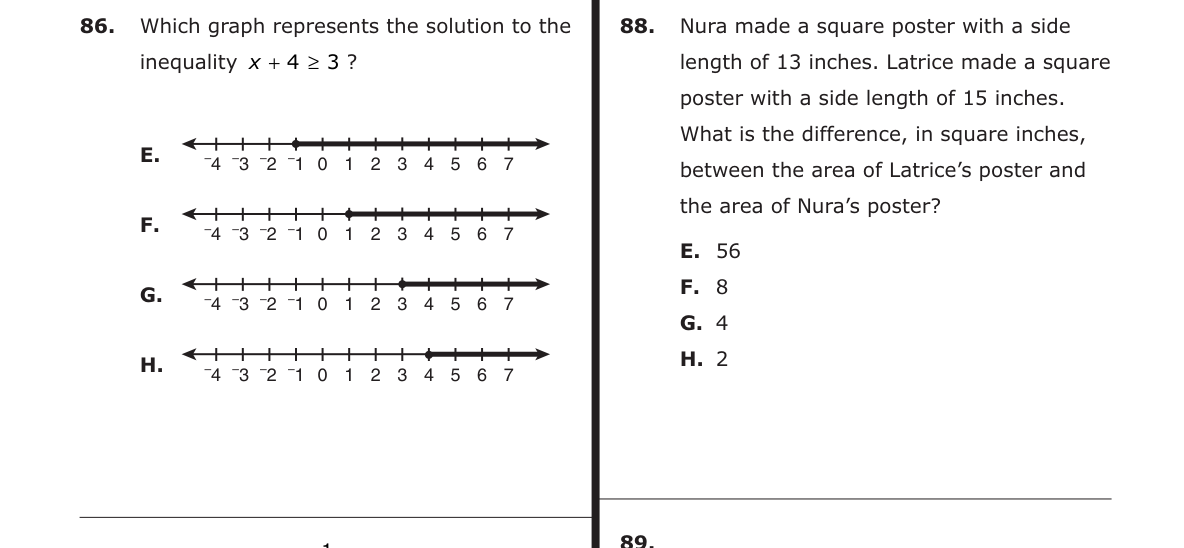 86. Which graph represents the solution to the
inequality x + 4 ≥ 3 ?
E.
⁻4 ⁻3 ⁻2 ⁻1 0 1 2 3 4 5 6 7
F.
⁻4 ⁻3 ⁻2 ⁻1 0 1 2 3 4 5 6 7
G.
⁻4 ⁻3 ⁻2 ⁻1 0 1 2 3 4 5 6 7
H.
⁻4 ⁻3 ⁻2 ⁻1 0 1 2 3 4 5 6 7
88. Nura made a square poster with a side
length of 13 inches. Latrice made a square
poster with a side length of 15 inches.
What is the difference, in square inches,
between the area of Latrice’s poster and
the area of Nura’s poster?
E. 56
F. 8
G. 4
H. 2
89.